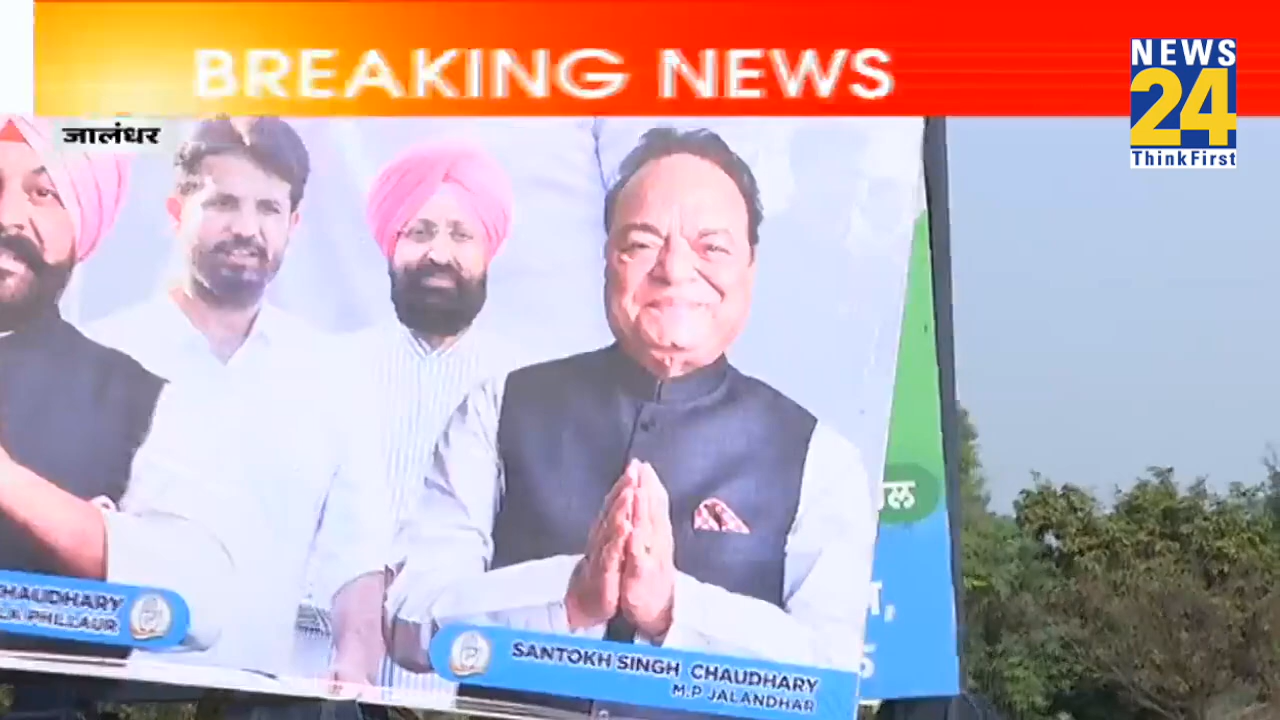 BREAKING NEWS
NEWS
24
ThinkFirst
जालंधर
CHAUDHARY
PHILLAUR
SANTOKH SINGH CHAUDHARY
M.P JALANDHAR